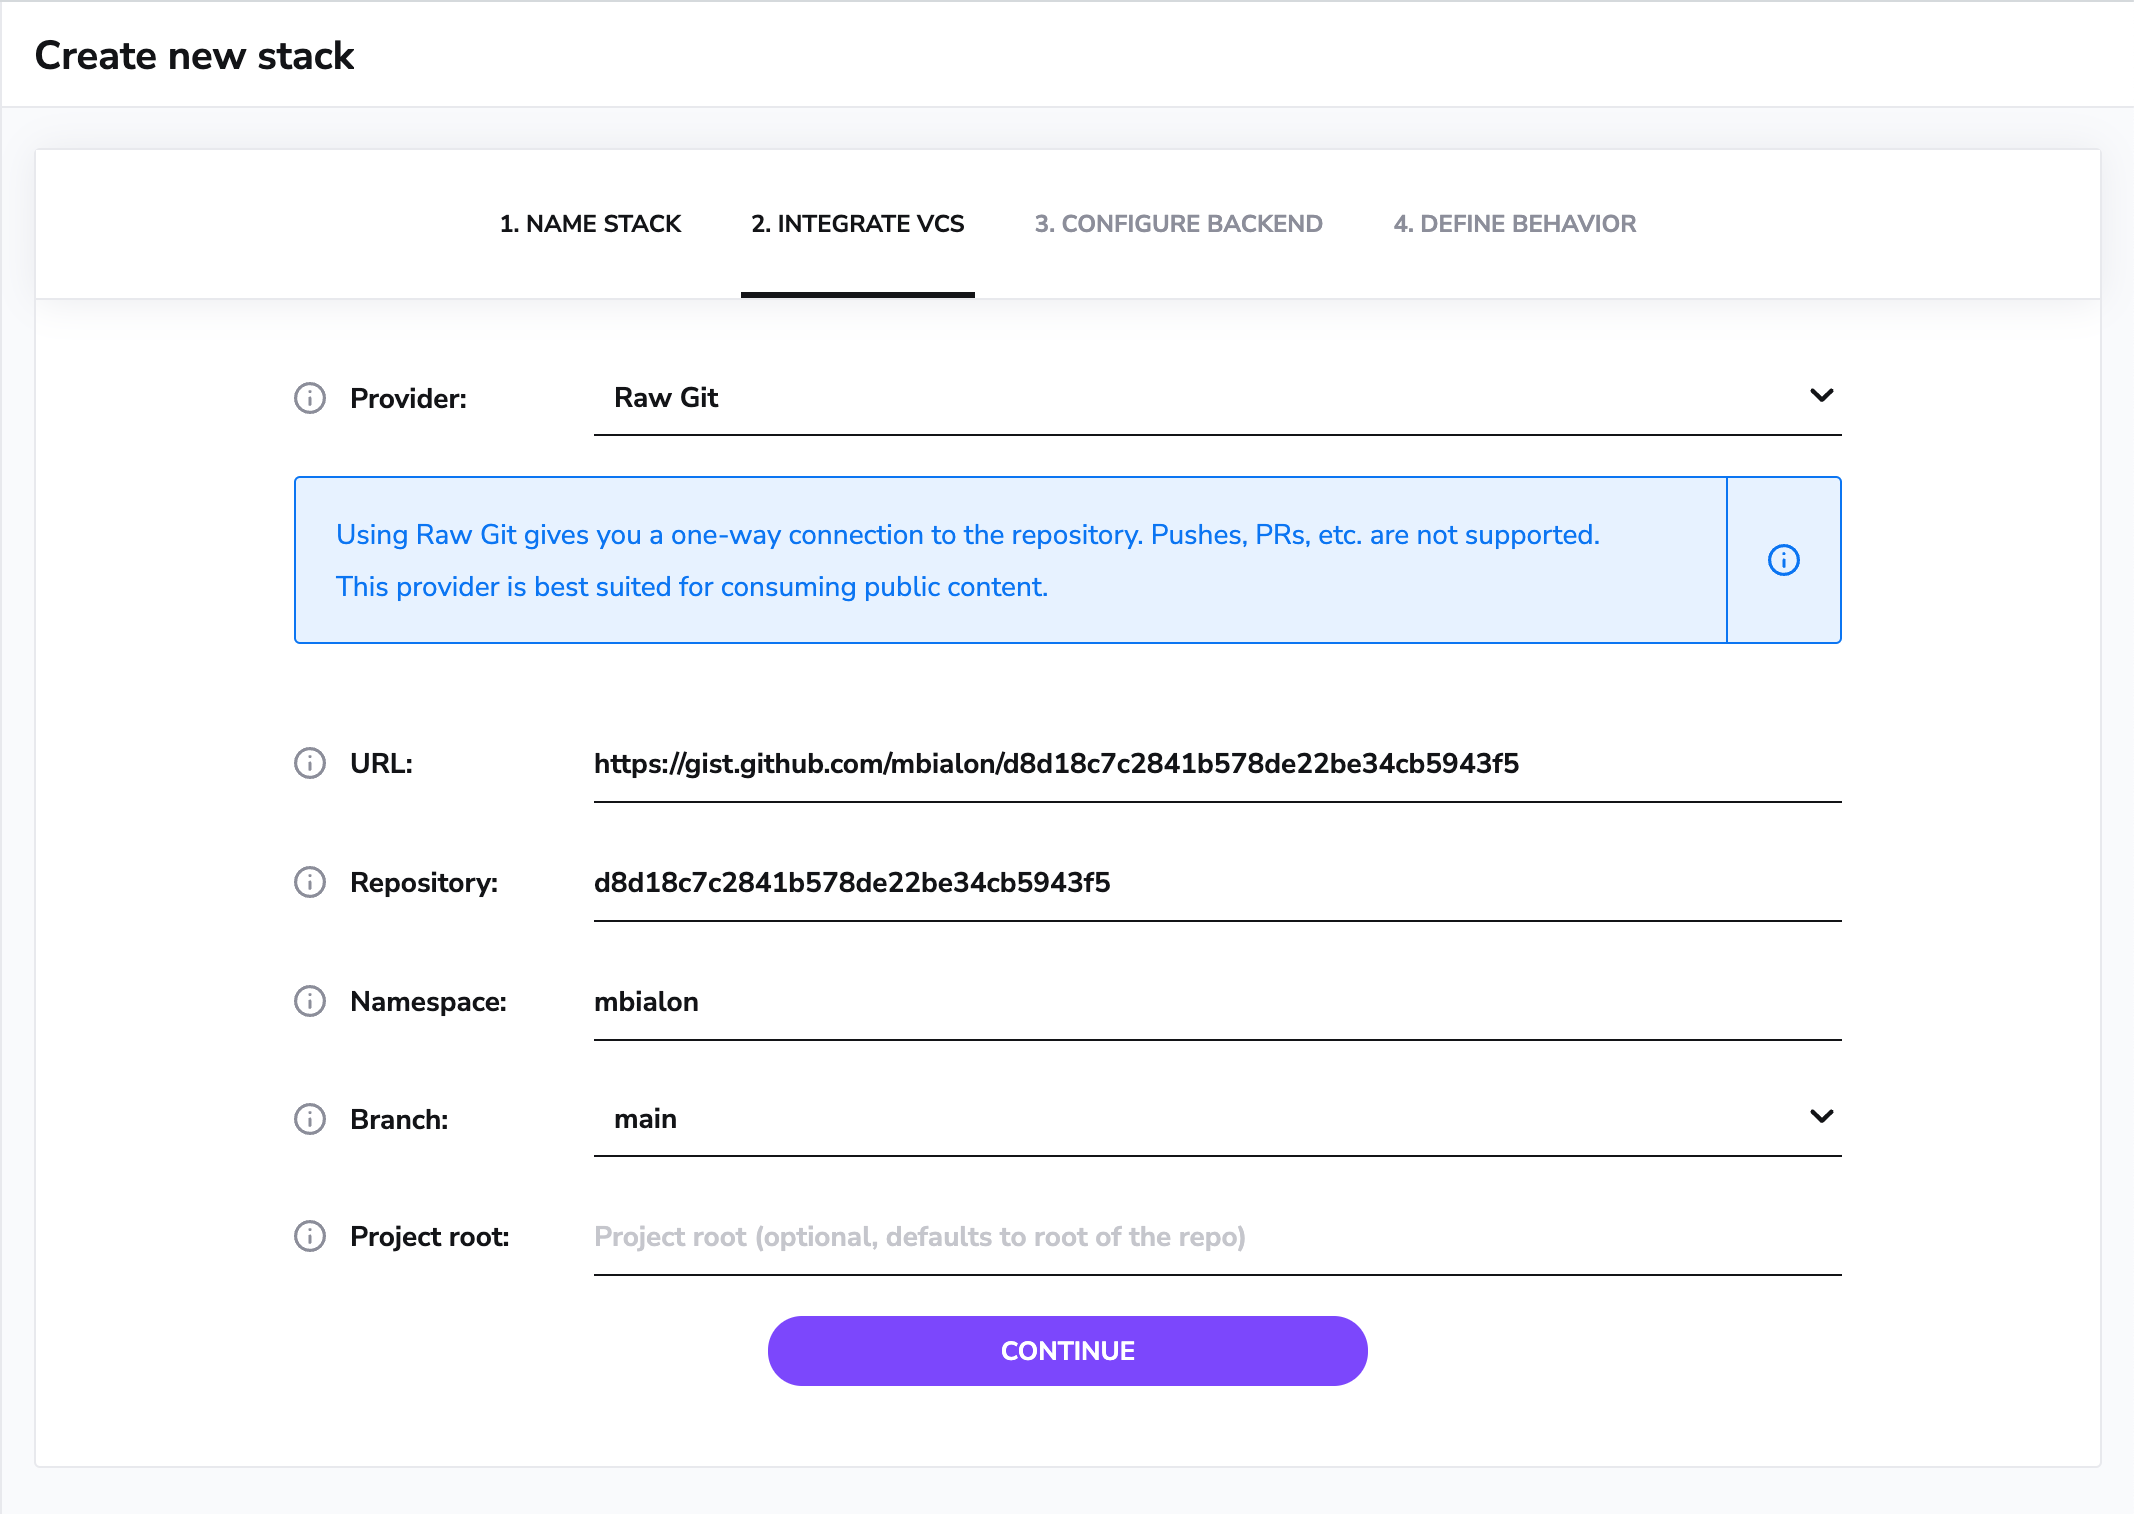 Create new stack
1. NAME STACK 2. INTEGRATE VCS 3. CONFIGURE BACKEND 4. DEFINE BEHAVIOR
Provider: Raw Git
Using Raw Git gives you a one-way connection to the repository. Pushes, PRs, etc. are not supported.
This provider is best suited for consuming public content.
URL: https://gist.github.com/mbialon/d8d18c7c2841b578de22be34cb5943f5
Repository: d8d18c7c2841b578de22be34cb5943f5
Namespace: mbialon
Branch: main
Project root: Project root (optional, defaults to root of the repo)
CONTINUE